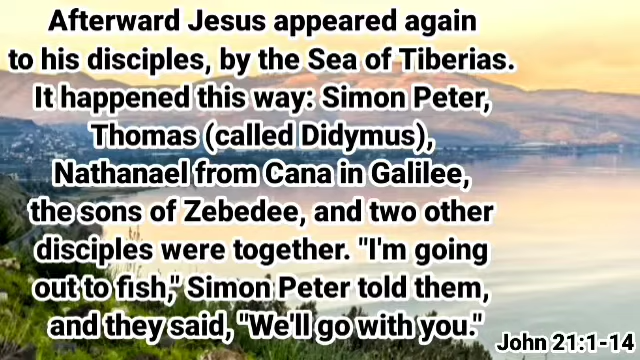 Afterward Jesus appeared again
to his disciples, by the Sea of Tiberias.
It happened this way: Simon Peter,
Thomas (called Didymus),
Nathanael from Cana in Galilee,
the sons of Zebedee, and two other
disciples were together. "I'm going
out to fish," Simon Peter told them,
and they said, "We'll go with you."
John 21:1-14